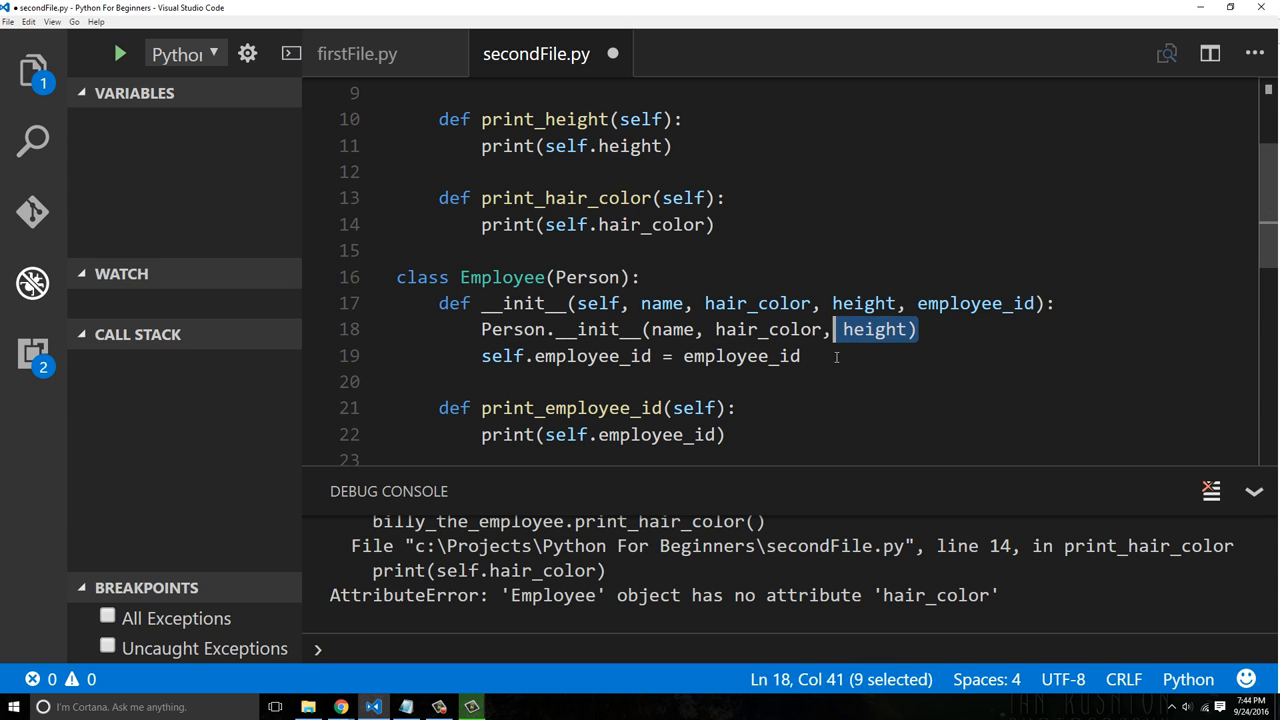 secondFile.py - Python For Beginners - Visual Studio Code
File Edit View Go Help
Python
firstFile.py
secondFile.py
1
2
VARIABLES
WATCH
CALL STACK
BREAKPOINTS
All Exceptions
Uncaught Exceptions
9
10 def print_height(self):
11 print(self.height)
12
13 def print_hair_color(self):
14 print(self.hair_color)
15
16 class Employee(Person):
17 def __init__(self, name, hair_color, height, employee_id):
18 Person.__init__(name, hair_color, height)
19 self.employee_id = employee_id
20
21 def print_employee_id(self):
22 print(self.employee_id)
23
DEBUG CONSOLE
billy_the_employee.print_hair_color()
File "c:\Projects\Python For Beginners\secondFile.py", line 14, in print_hair_color
print(self.hair_color)
AttributeError: 'Employee' object has no attribute 'hair_color'
0 0
Ln 18, Col 41 (9 selected) Spaces: 4 UTF-8 CRLF Python
I'm Cortana. Ask me anything.
7:44 PM
9/24/2016